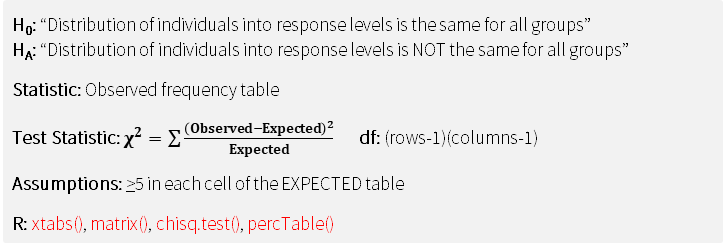 H₀: “Distribution of individuals into response levels is the same for all groups”
Hᴀ: “Distribution of individuals into response levels is NOT the same for all groups”
Statistic: Observed frequency table
Test Statistic: χ² = Σ (Observed−Expected)² / Expected df: (rows-1)(columns-1)
Assumptions: ≥5 in each cell of the EXPECTED table
R: xtabs(), matrix(), chisq.test(), percTable()